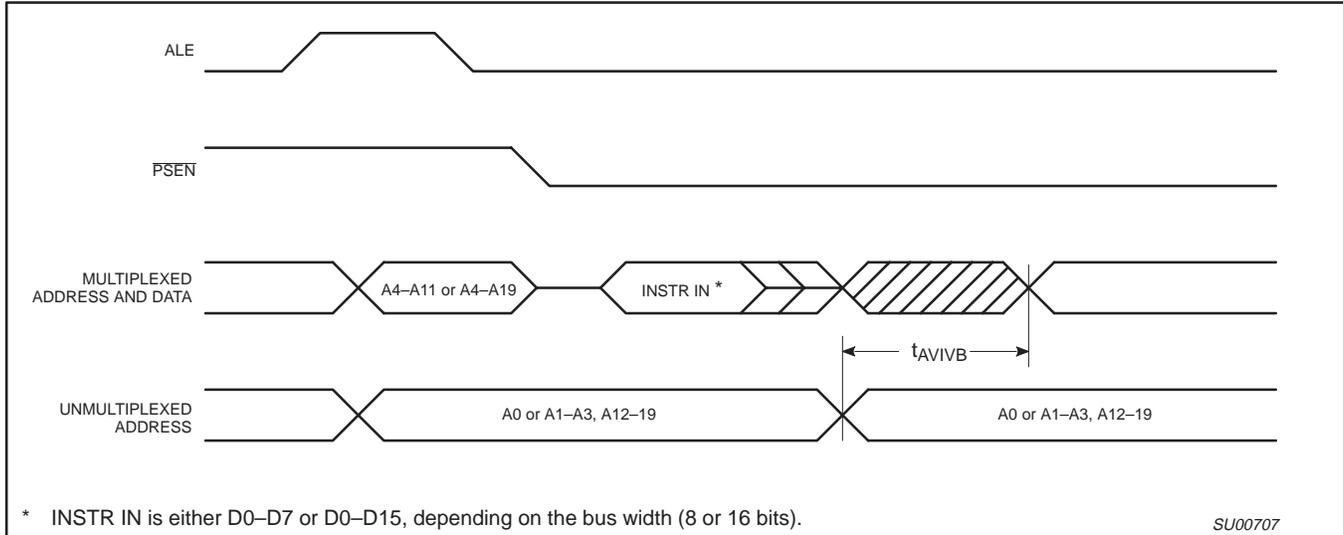 ALE
PSEN
MULTIPLEXED
ADDRESS AND DATA
A4–A11 or A4–A19
INSTR IN *
tAVIVB
UNMULTIPLEXED
ADDRESS
A0 or A1–A3, A12–19
A0 or A1–A3, A12–19
* INSTR IN is either D0–D7 or D0–D15, depending on the bus width (8 or 16 bits).
SU00707